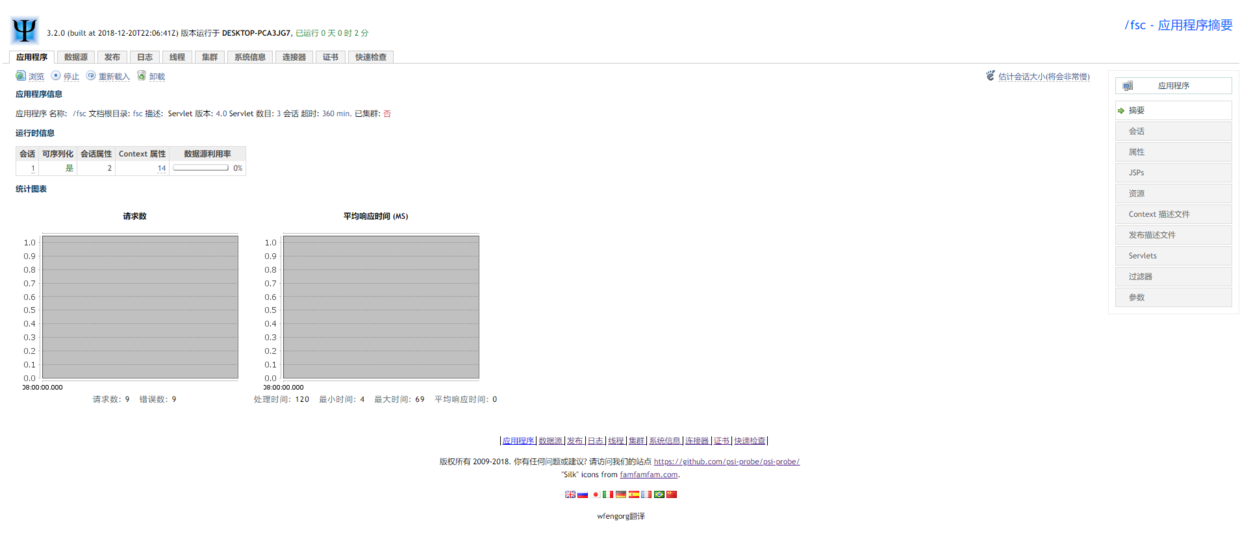 /fsc - 应用程序摘要
3.2.0 (built at 2018-12-20T22:06:41Z) 版本运行于 DESKTOP-PCA3JG7, 已运行 0 天 0 时 2 分
应用程序 数据源 发布 日志 线程 集群 系统信息 连接器 证书 快速检查
浏览 停止 重新载入 卸载 估计会话大小(将会非常慢)
应用程序信息
应用程序 名称: /fsc 文档根目录: fsc 描述: Servlet 版本: 4.0 Servlet 数目: 3 会话 超时: 360 min. 已集群: 否
运行时信息
会话 可序列化 会话属性 Context 属性 数据源利用率
1 是 2 14 0%
统计图表
请求数
1.0
0.9
0.8
0.7
0.6
0.5
0.4
0.3
0.2
0.1
0.0
08:00:00.000
请求数: 9 错误数: 9
平均响应时间 (MS)
1.0
0.9
0.8
0.7
0.6
0.5
0.4
0.3
0.2
0.1
0.0
08:00:00.000
处理时间: 120 最小时间: 4 最大时间: 69 平均响应时间: 0
应用程序
摘要
会话
属性
JSPs
资源
Context 描述文件
发布描述文件
Servlets
过滤器
参数
|应用程序|数据源|发布|日志|线程|集群|系统信息|连接器|证书|快速检查|
版权所有 2009-2018. 你有任何问题或建议? 请访问我们的站点 https://github.com/psi-probe/psi-probe/
"Silk" icons from famfamfam.com.
wfengorg翻译